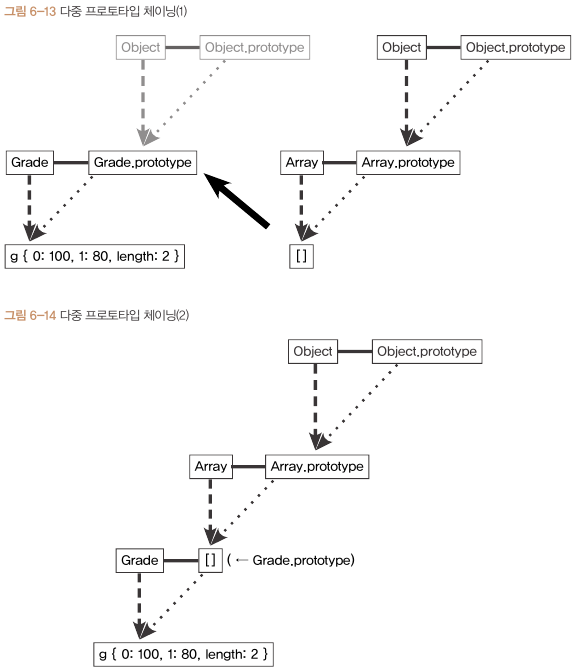 그림 6-13 다중 프로토타입 체이닝(1)
Object Object.prototype Object Object.prototype
Grade Grade.prototype Array Array.prototype
g { 0: 100, 1: 80, length: 2 } [ ]
그림 6-14 다중 프로토타입 체이닝(2)
Object Object.prototype
Array Array.prototype
Grade [ ] ( ← Grade.prototype)
g { 0: 100, 1: 80, length: 2 }